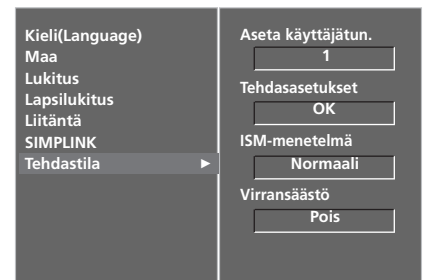 Kieli(Language)
Maa
Lukitus
Lapsilukitus
Liitäntä
SIMPLINK
Tehdastila ►
Aseta käyttäjätun.
1
Tehdasasetukset
OK
ISM-menetelmä
Normaali
Virransäästö
Pois